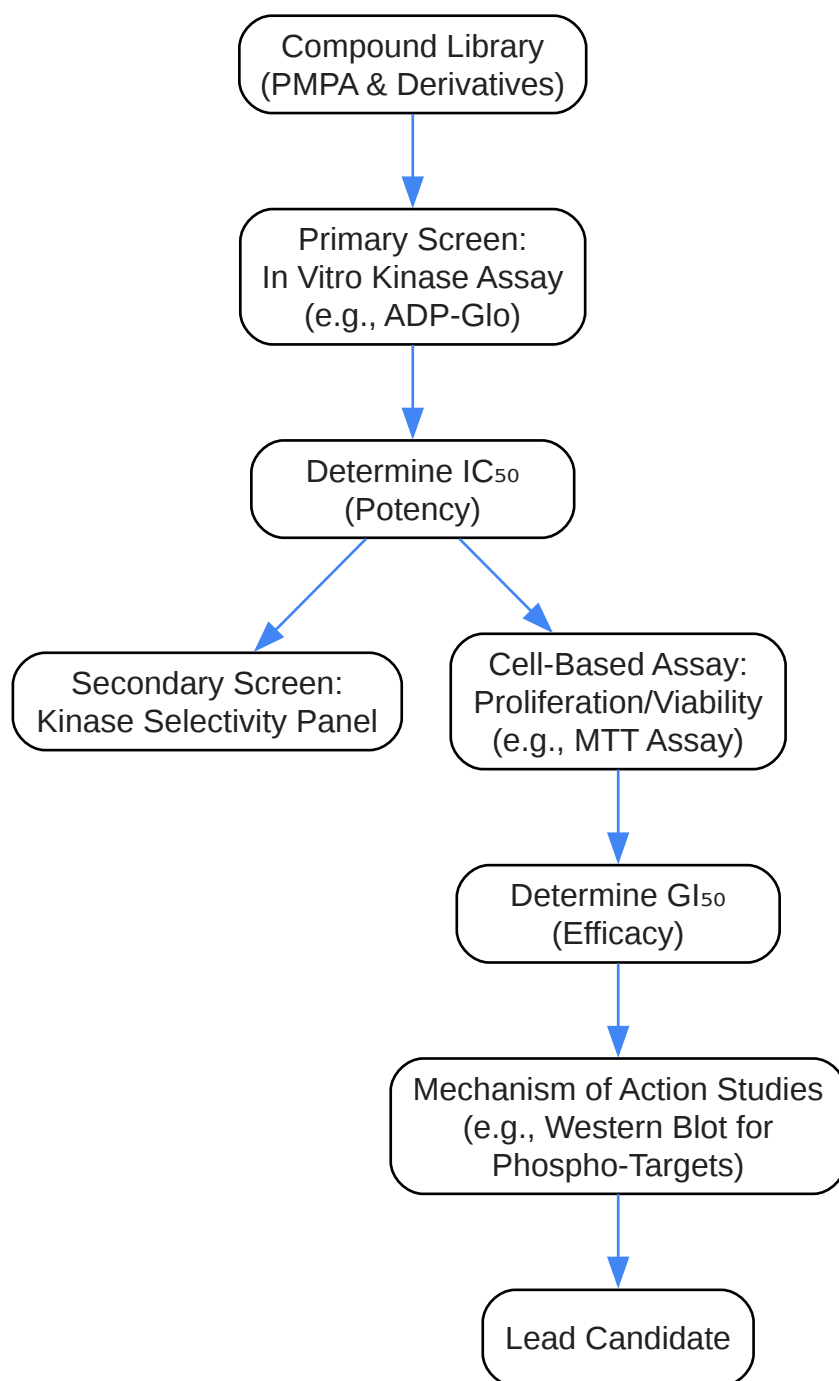 Compound Library
(PMPA & Derivatives)
Primary Screen:
In Vitro Kinase Assay
(e.g., ADP-Glo)
Determine IC₅₀
(Potency)
Secondary Screen:
Kinase Selectivity Panel
Cell-Based Assay:
Proliferation/Viability
(e.g., MTT Assay)
Determine GI₅₀
(Efficacy)
Mechanism of Action Studies
(e.g., Western Blot for
Phospho-Targets)
Lead Candidate